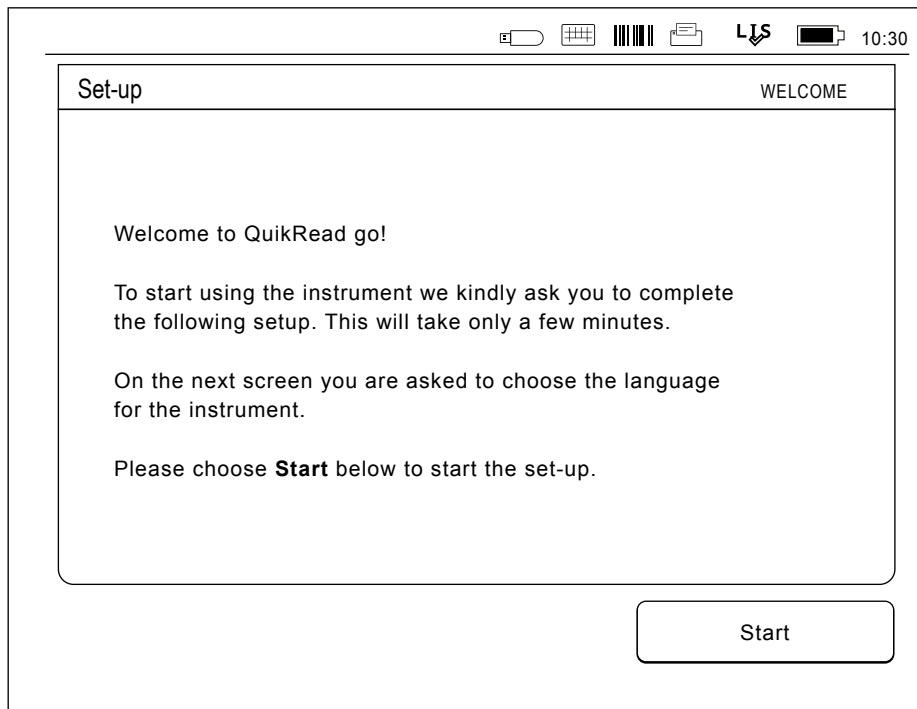 LIS
10:30
Set-up
WELCOME
Welcome to QuikRead go!
To start using the instrument we kindly ask you to complete
the following setup. This will take only a few minutes.
On the next screen you are asked to choose the language
for the instrument.
Please choose Start below to start the set-up.
Start